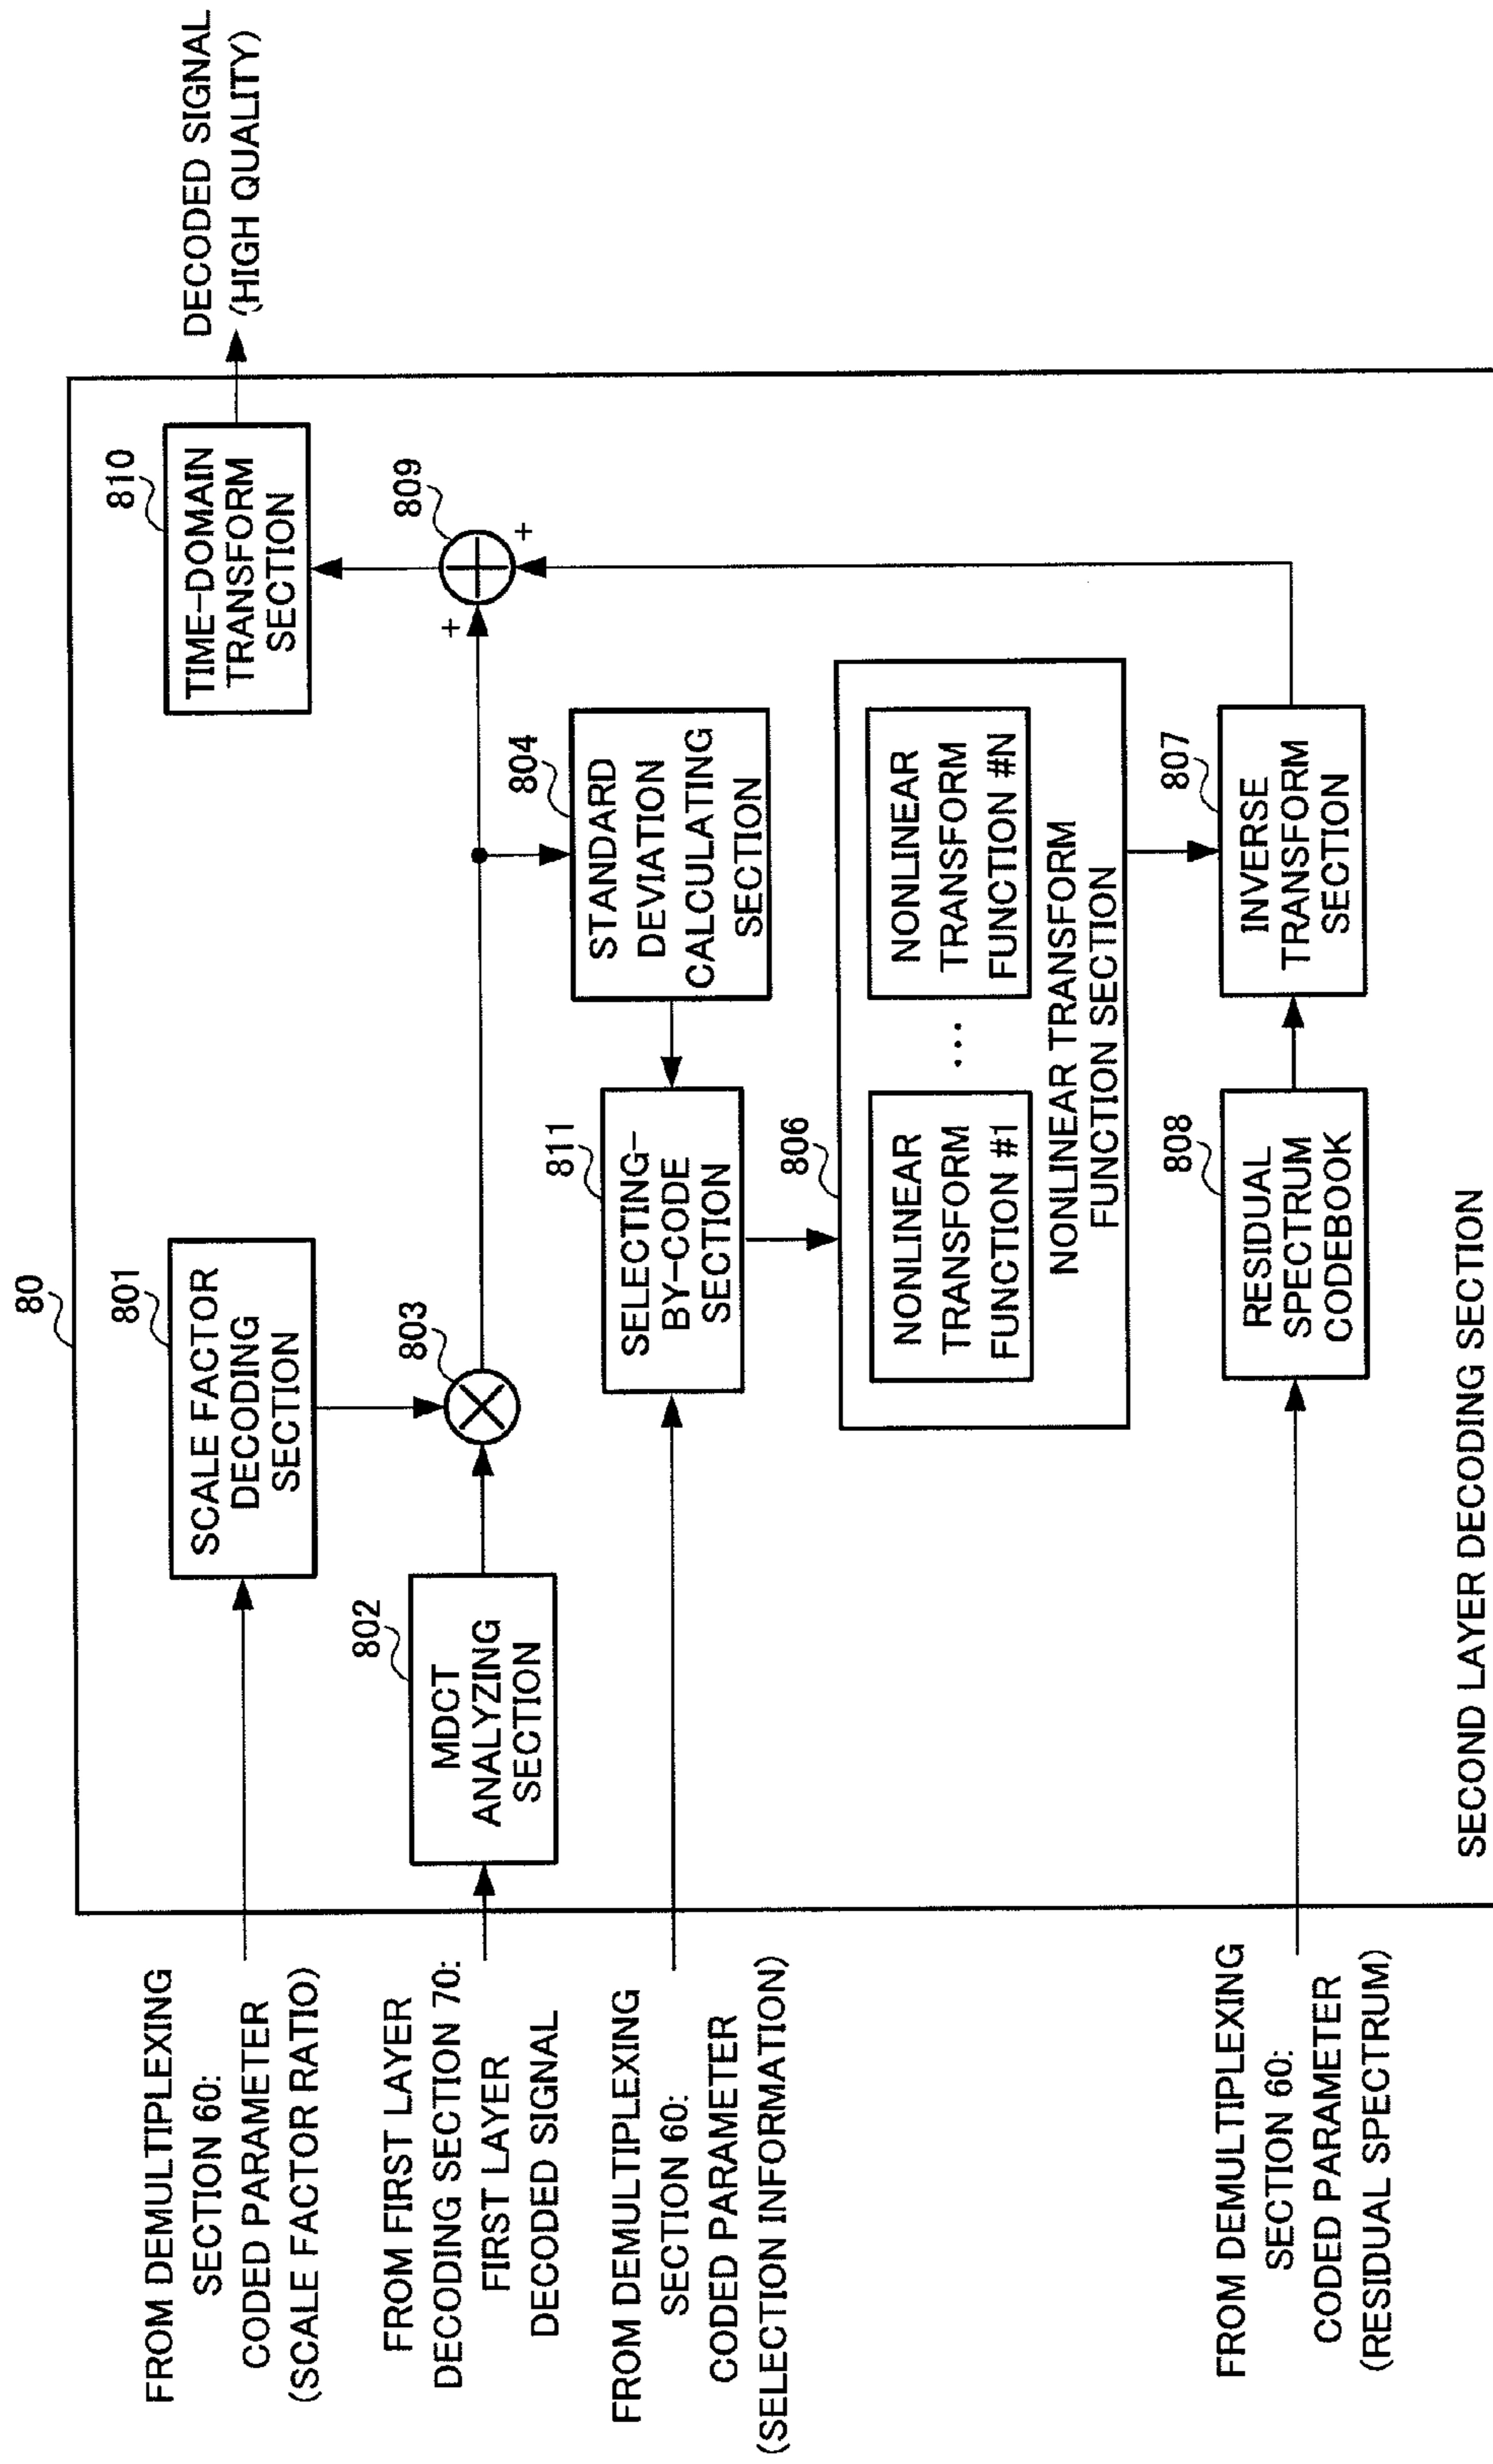 80
FROM DEMULTIPLEXING
SECTION 60:
CODED PARAMETER
(SCALE FACTOR RATIO)
801
SCALE FACTOR
DECODING
SECTION
810
TIME-DOMAIN
TRANSFORM
SECTION
DECODED SIGNAL
(HIGH QUALITY)
FROM FIRST LAYER
DECODING SECTION 70:
FIRST LAYER
DECODED SIGNAL
802
MDCT
ANALYZING
SECTION
803
809
+
+
804
STANDARD
DEVIATION
CALCULATING
SECTION
FROM DEMULTIPLEXING
SECTION 60:
CODED PARAMETER
(SELECTION INFORMATION)
811
SELECTING-
BY-CODE
SECTION
806
NONLINEAR
TRANSFORM
FUNCTION #1
...
NONLINEAR
TRANSFORM
FUNCTION #N
NONLINEAR TRANSFORM
FUNCTION SECTION
FROM DEMULTIPLEXING
SECTION 60:
CODED PARAMETER
(RESIDUAL SPECTRUM)
808
RESIDUAL
SPECTRUM
CODEBOOK
807
INVERSE
TRANSFORM
SECTION
SECOND LAYER DECODING SECTION